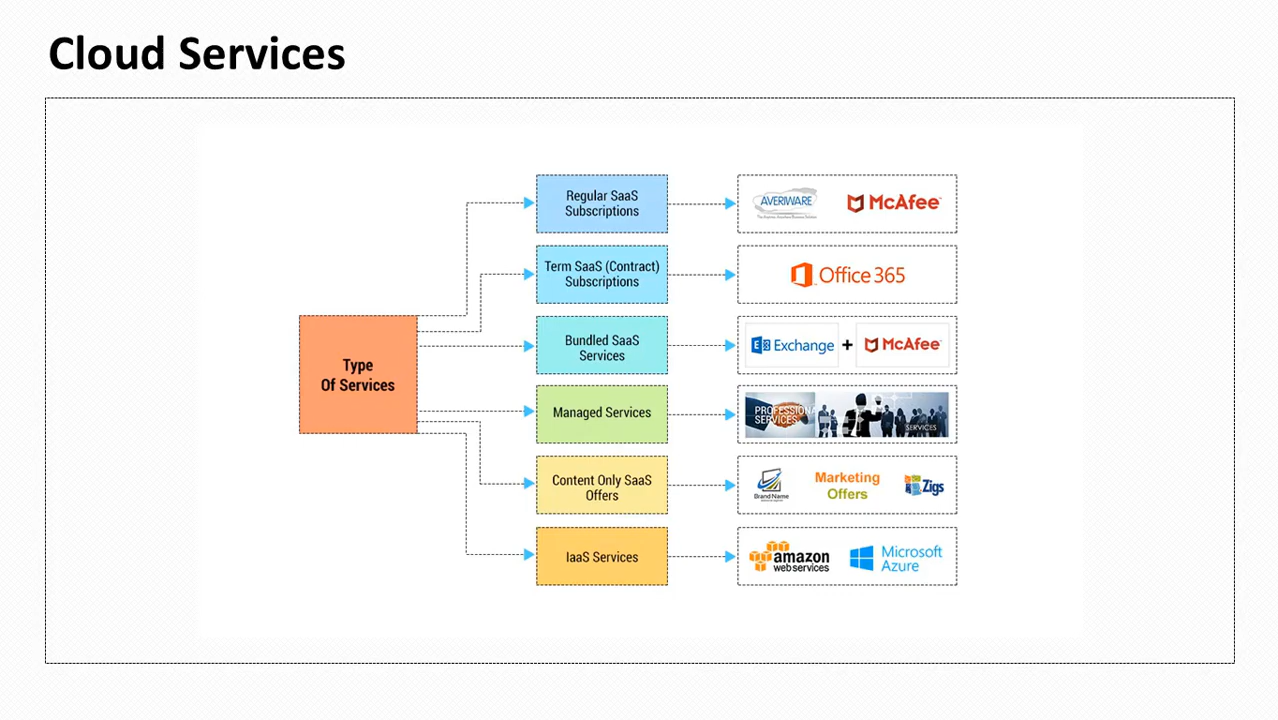 Cloud Services
Type
Of Services
Regular SaaS
Subscriptions
AVERIWARE
McAfee
Term SaaS (Contract)
Subscriptions
Office 365
Bundled SaaS
Services
E Exchange + McAfee
Managed Services
PROFESSIONA
SERVICES
SERVICES
Content Only SaaS
Offers
Brand Name
Marketing
Offers
Zigs
IaaS Services
amazon
web services
Microsoft
Azure